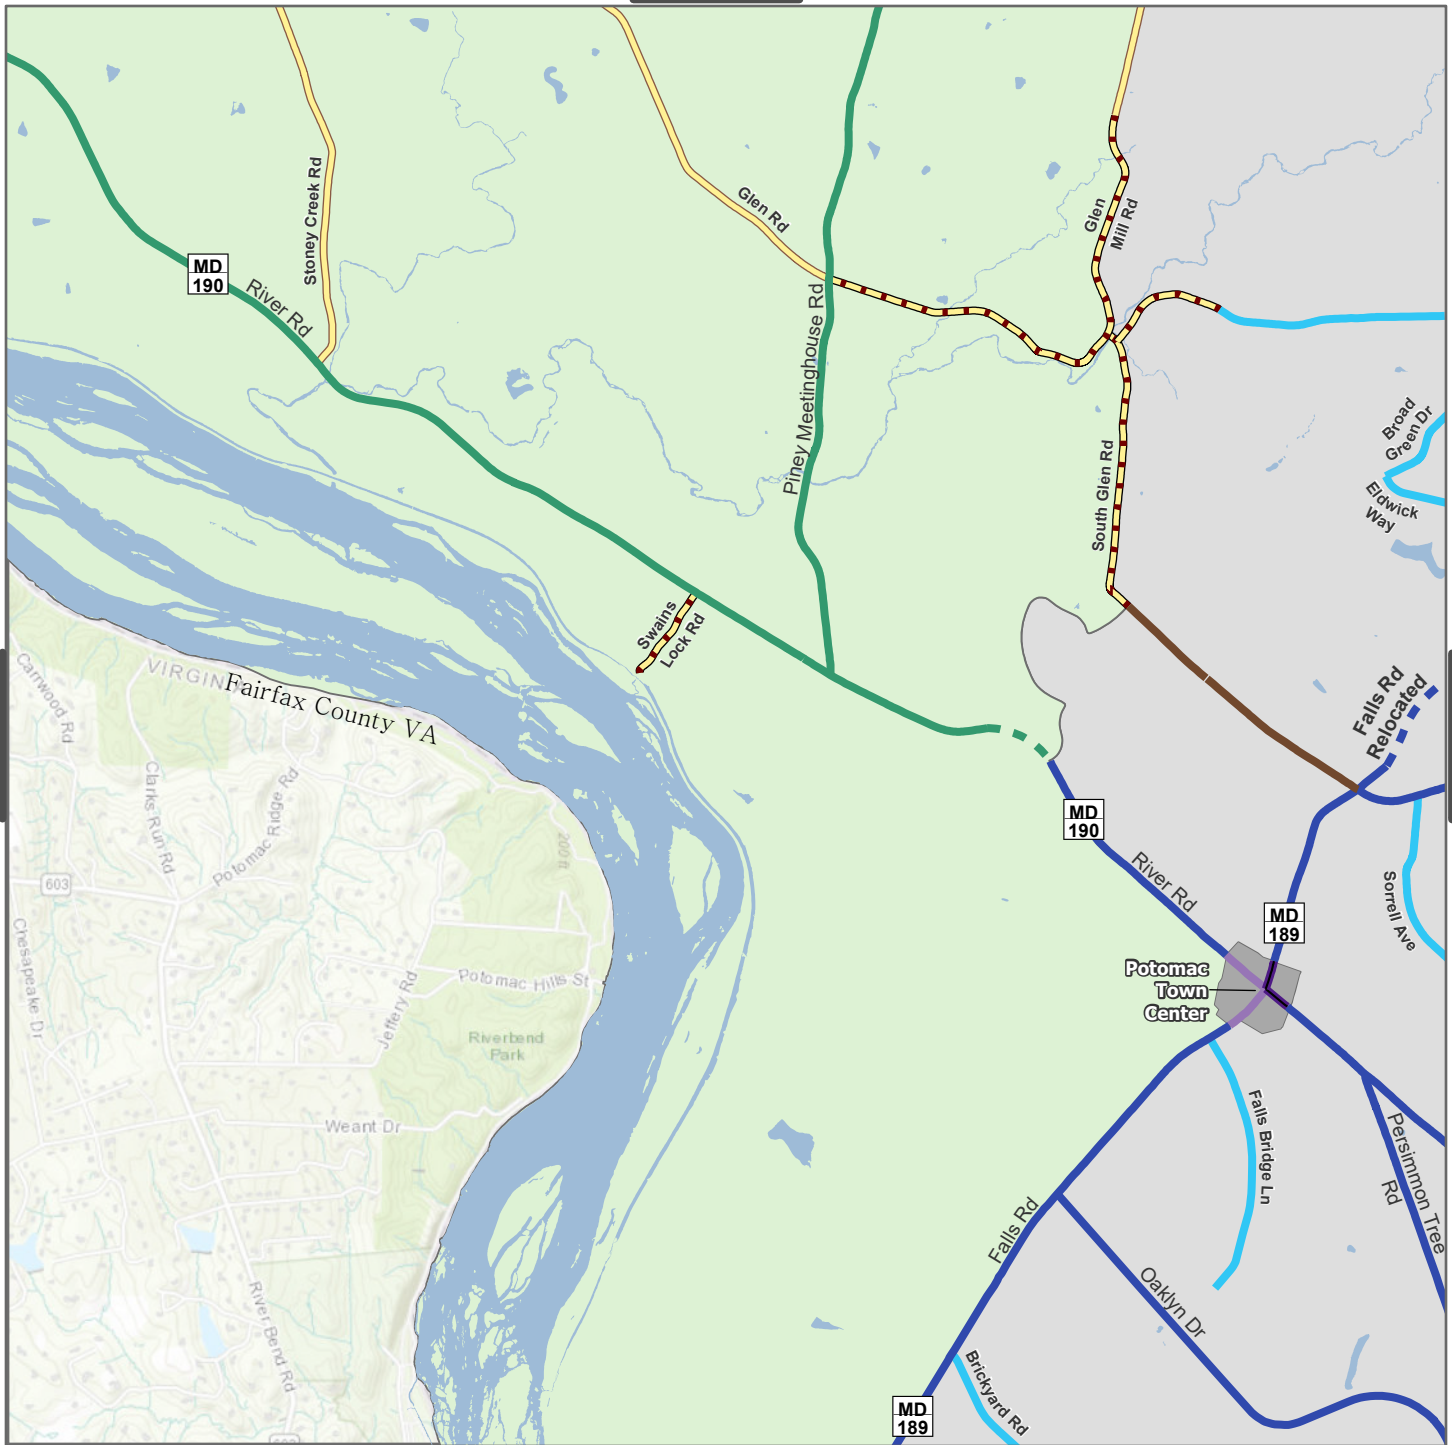 Stoney Creek Rd
Glen Rd
Glen
Mill Rd
MD
190
River Rd
Piney Meetinghouse Rd
Broad
Green Dr
Eldwick
Way
South Glen Rd
Swains
Lock Rd
VIRGINIA
Fairfax County VA
Carrwood Rd
Clarks Run Rd
Potomac Ridge Rd
Falls Rd
Relocated
MD
190
River Rd
200 ft
603
Sorrell Ave
MD
189
Chesapeake Dr
Potomac
Town
Center
Potomac Hills St
Jeffery Rd
Riverbend
Park
Weant Dr
Falls Bridge Ln
Persimmon Tree
Rd
Falls Rd
Oaklyn Dr
River Bend Rd
Brickyard Rd
MD
189